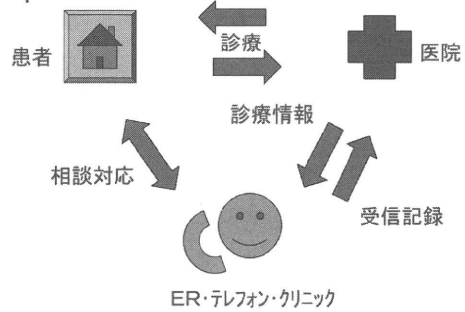 患者
診療
医院
診療情報
相談対応
受信記録
ER・テレフォン・クリニック